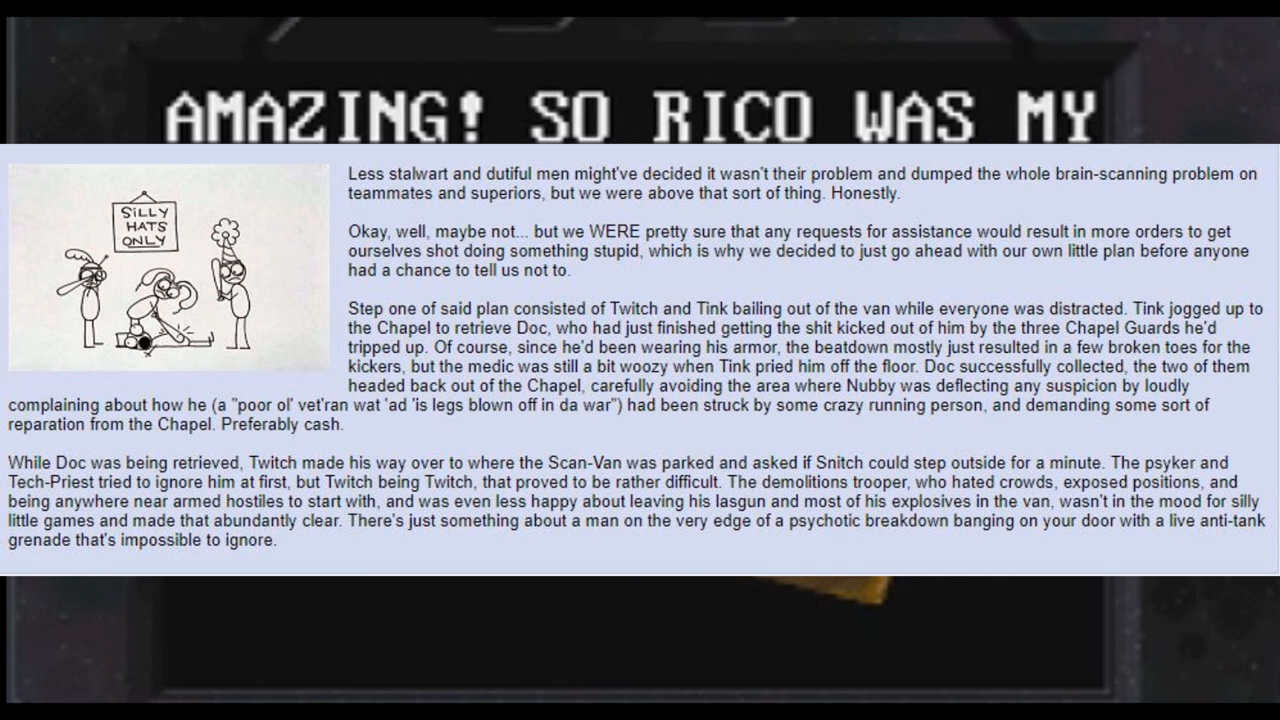 AMAZING! SO RICO WAS MY
SiLLY
HATS
ONLY
Less stalwart and dutiful men might've decided it wasn't their problem and dumped the whole brain-scanning problem on
teammates and superiors, but we were above that sort of thing. Honestly.
Okay, well, maybe not... but we WERE pretty sure that any requests for assistance would result in more orders to get
ourselves shot doing something stupid, which is why we decided to just go ahead with our own little plan before anyone
had a chance to tell us not to.
Step one of said plan consisted of Twitch and Tink bailing out of the van while everyone was distracted. Tink jogged up to
the Chapel to retrieve Doc, who had just finished getting the shit kicked out of him by the three Chapel Guards he'd
tripped up. Of course, since he'd been wearing his armor, the beatdown mostly just resulted in a few broken toes for the
kickers, but the medic was still a bit woozy when Tink pried him off the floor. Doc successfully collected, the two of them
headed back out of the Chapel, carefully avoiding the area where Nubby was deflecting any suspicion by loudly
complaining about how he (a "poor ol' vet'ran wat 'ad 'is legs blown off in da war") had been struck by some crazy running person, and demanding some sort of
reparation from the Chapel. Preferably cash.
While Doc was being retrieved, Twitch made his way over to where the Scan-Van was parked and asked if Snitch could step outside for a minute. The psyker and
Tech-Priest tried to ignore him at first, but Twitch being Twitch, that proved to be rather difficult. The demolitions trooper, who hated crowds, exposed positions, and
being anywhere near armed hostiles to start with, and was even less happy about leaving his lasgun and most of his explosives in the van, wasn't in the mood for silly
little games and made that abundantly clear. There's just something about a man on the very edge of a psychotic breakdown banging on your door with a live anti-tank
grenade that's impossible to ignore.